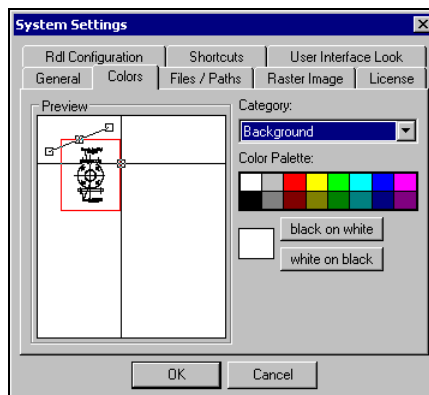 System Settings
Rdl Configuration Shortcuts User Interface Look
General Colors Files / Paths Raster Image License
Preview
Category:
Background
Color Palette:
black on white
white on black
OK Cancel